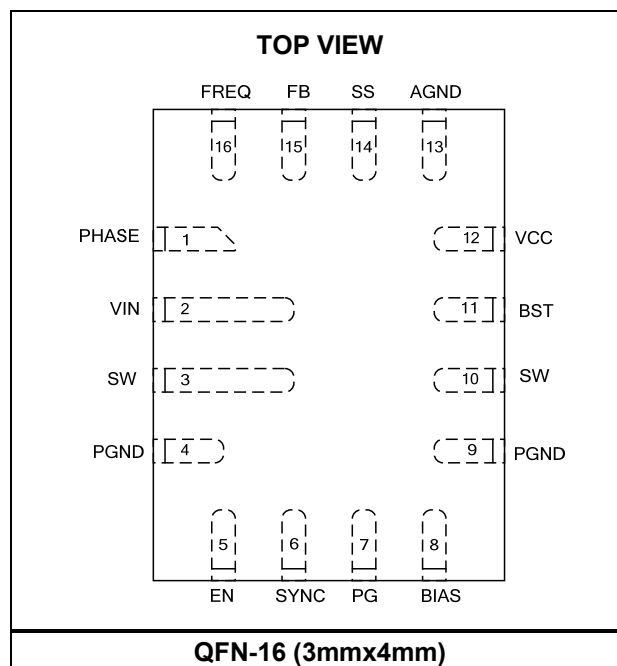 TOP VIEW
FREQ FB SS AGND
16 15 14 13
PHASE 1 12 VCC
VIN 2 11 BST
SW 3 10 SW
PGND 4 9 PGND
5 6 7 8
EN SYNC PG BIAS
QFN-16 (3mmx4mm)